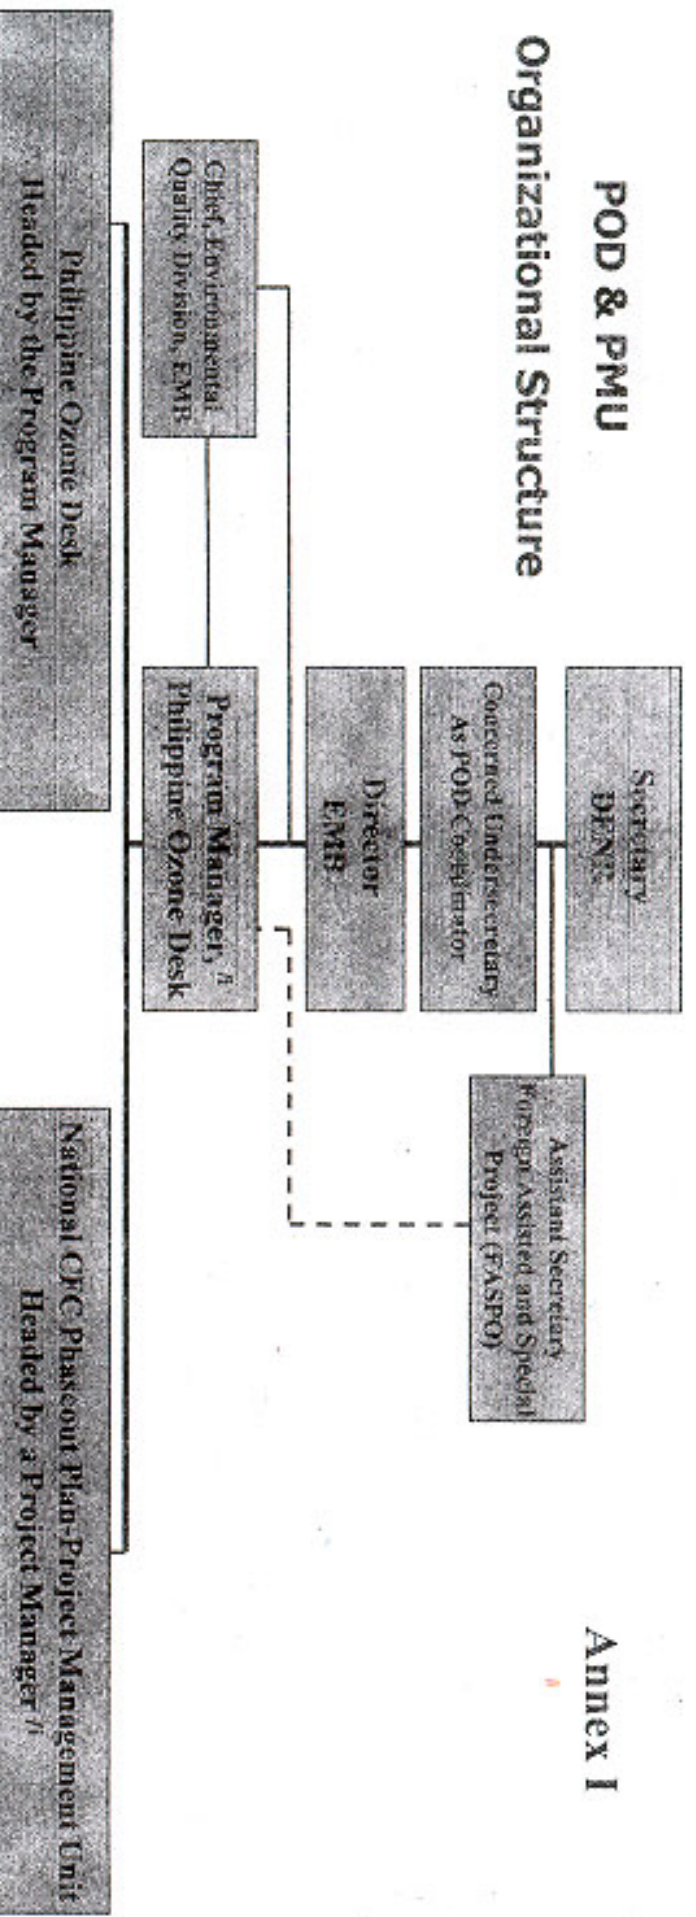 POD & PMU
Organizational Structure
Annex I
Secretary
DENR
Assistant Secretary
Foreign Assisted and Special
Project (FASPO)
Concerned Undersecretary
As POD Coordinator
Director
EMB
Chief, Environmental
Quality Division, EMB
Program Manager,
Philippine Ozone Desk
Philippine Ozone Desk
Headed by the Program Manager
National CFC Phaseout Plan-Project Management Unit
Headed by a Project Manager